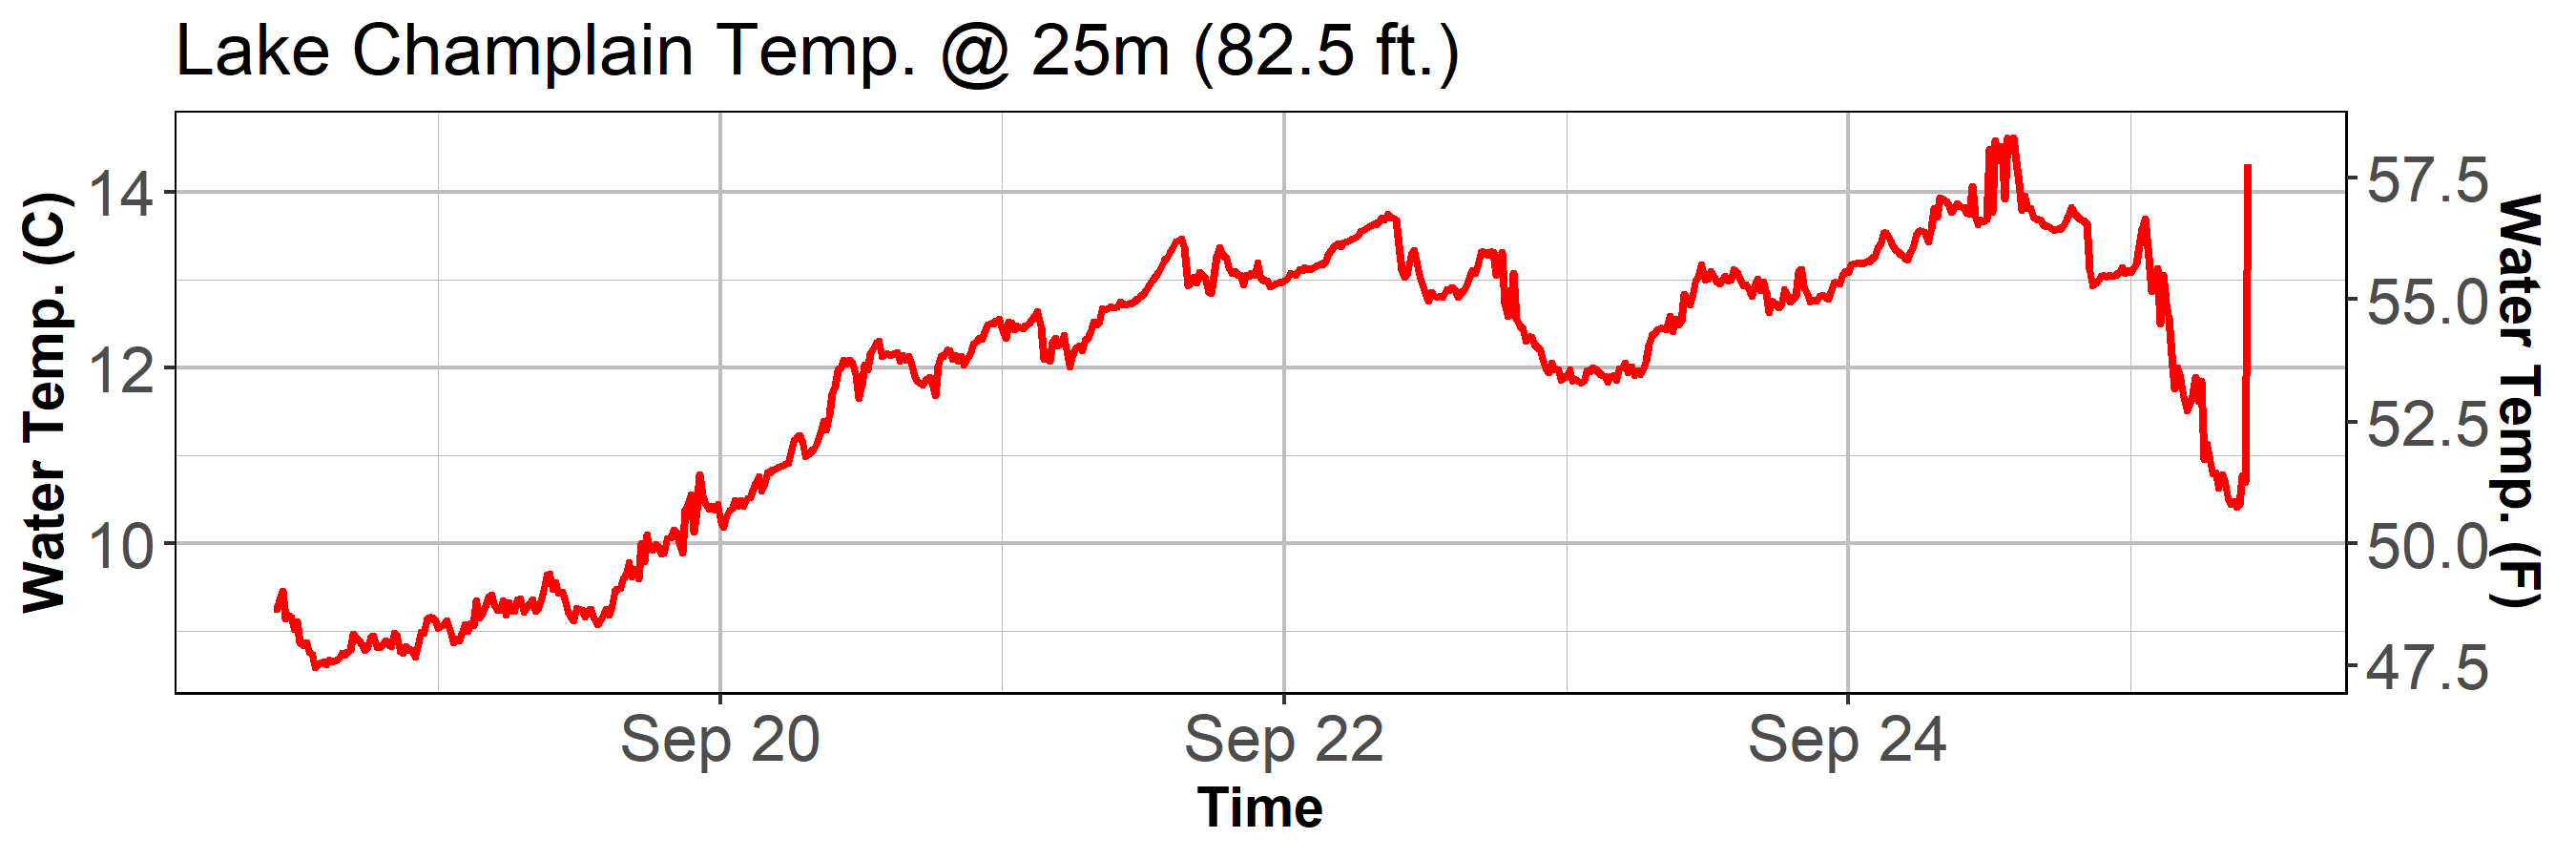 Lake Champlain Temp. @ 25m (82.5 ft.)
Water Temp. (C)
14
12
10
57.5
55.0
52.5
50.0
47.5
Water Temp. (F)
Sep 20
Sep 22
Sep 24
Time